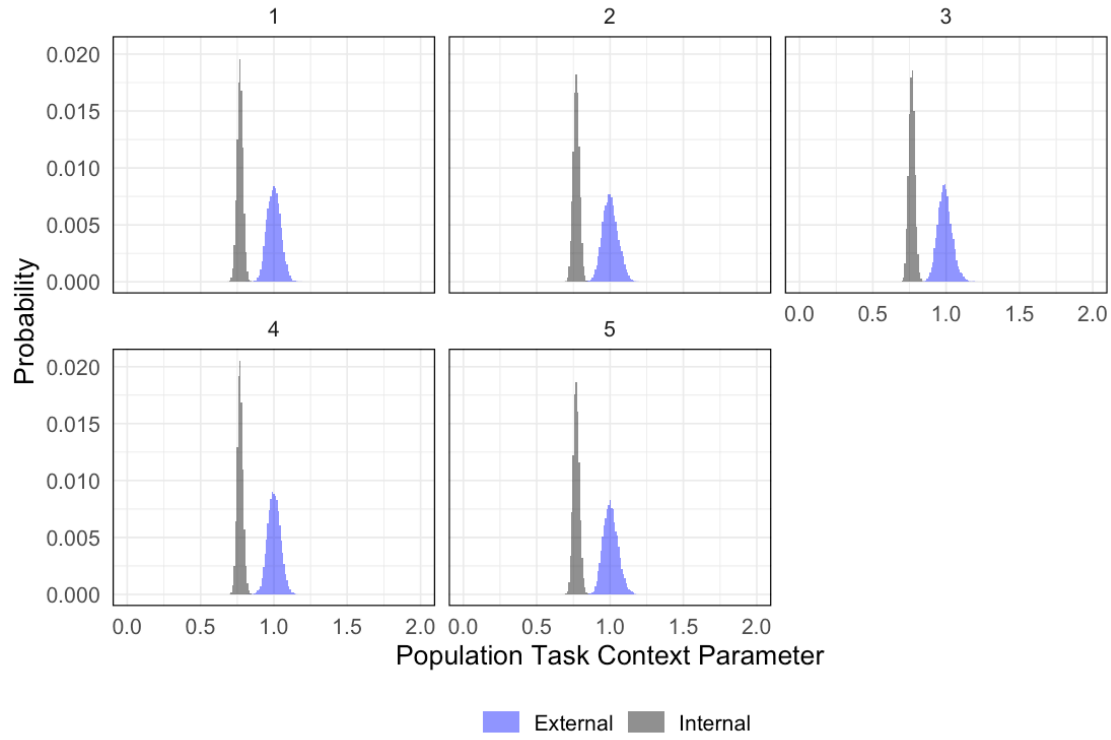 1 2 3
0.020
0.015
0.010
0.005
0.000
0.0 0.5 1.0 1.5 2.0
4 5
0.020
0.015
0.010
0.005
0.000
0.0 0.5 1.0 1.5 2.0 0.0 0.5 1.0 1.5 2.0
Probability
Population Task Context Parameter
External Internal